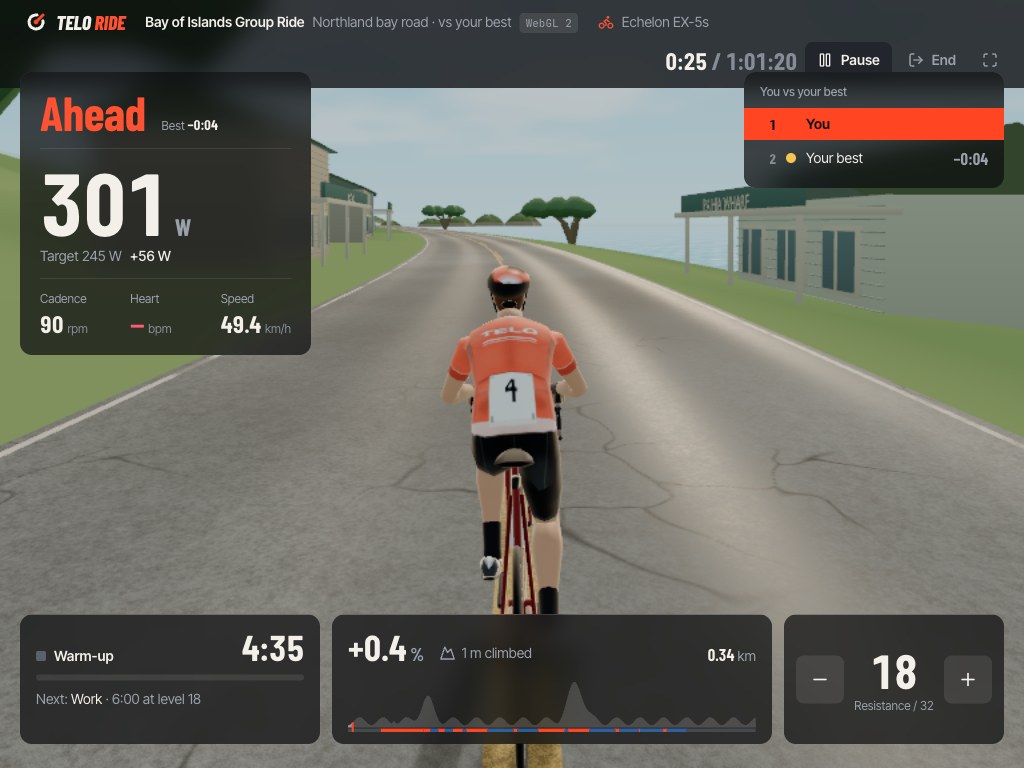 TELO RIDE Bay of Islands Group Ride Northland bay road · vs your best WebGL 2 Echelon EX-5s
0:25 / 1:01:20 Pause End
Ahead Best −0:04
301 W
Target 245 W +56 W
Cadence Heart Speed
90 rpm – bpm 49.4 km/h
You vs your best
1 You
2 Your best −0:04
WHARF
TELO
4
Warm-up 4:35
Next: Work · 6:00 at level 18
+0.4 % 1 m climbed 0.34 km
− 18 +
Resistance / 32